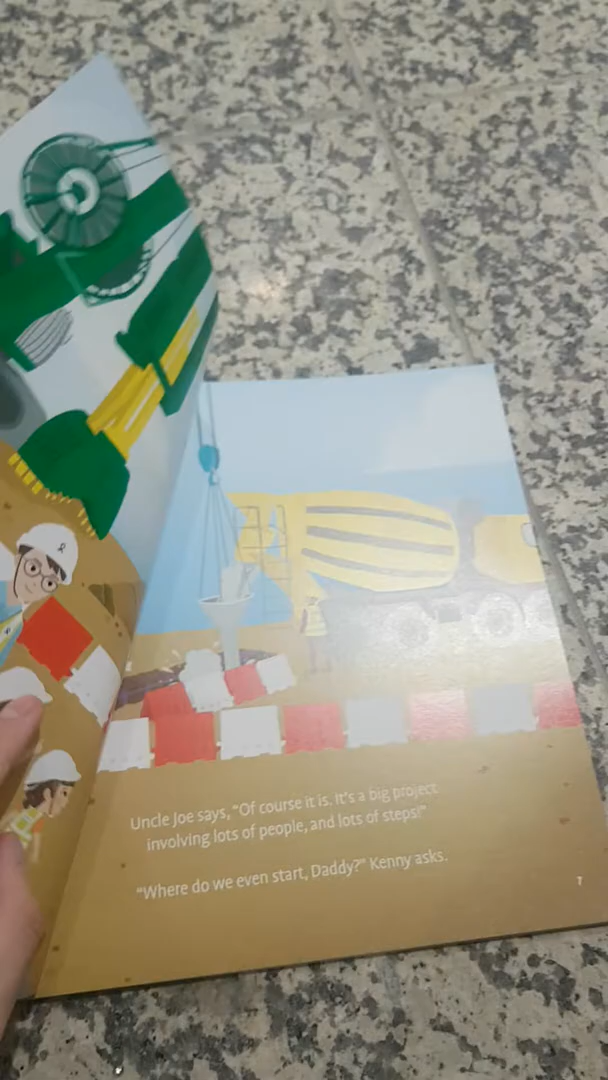 Uncle Joe says, "Of course it is. It's a big project
involving lots of people, and lots of steps!"
"Where do we even start, Daddy?" Kenny asks.
7